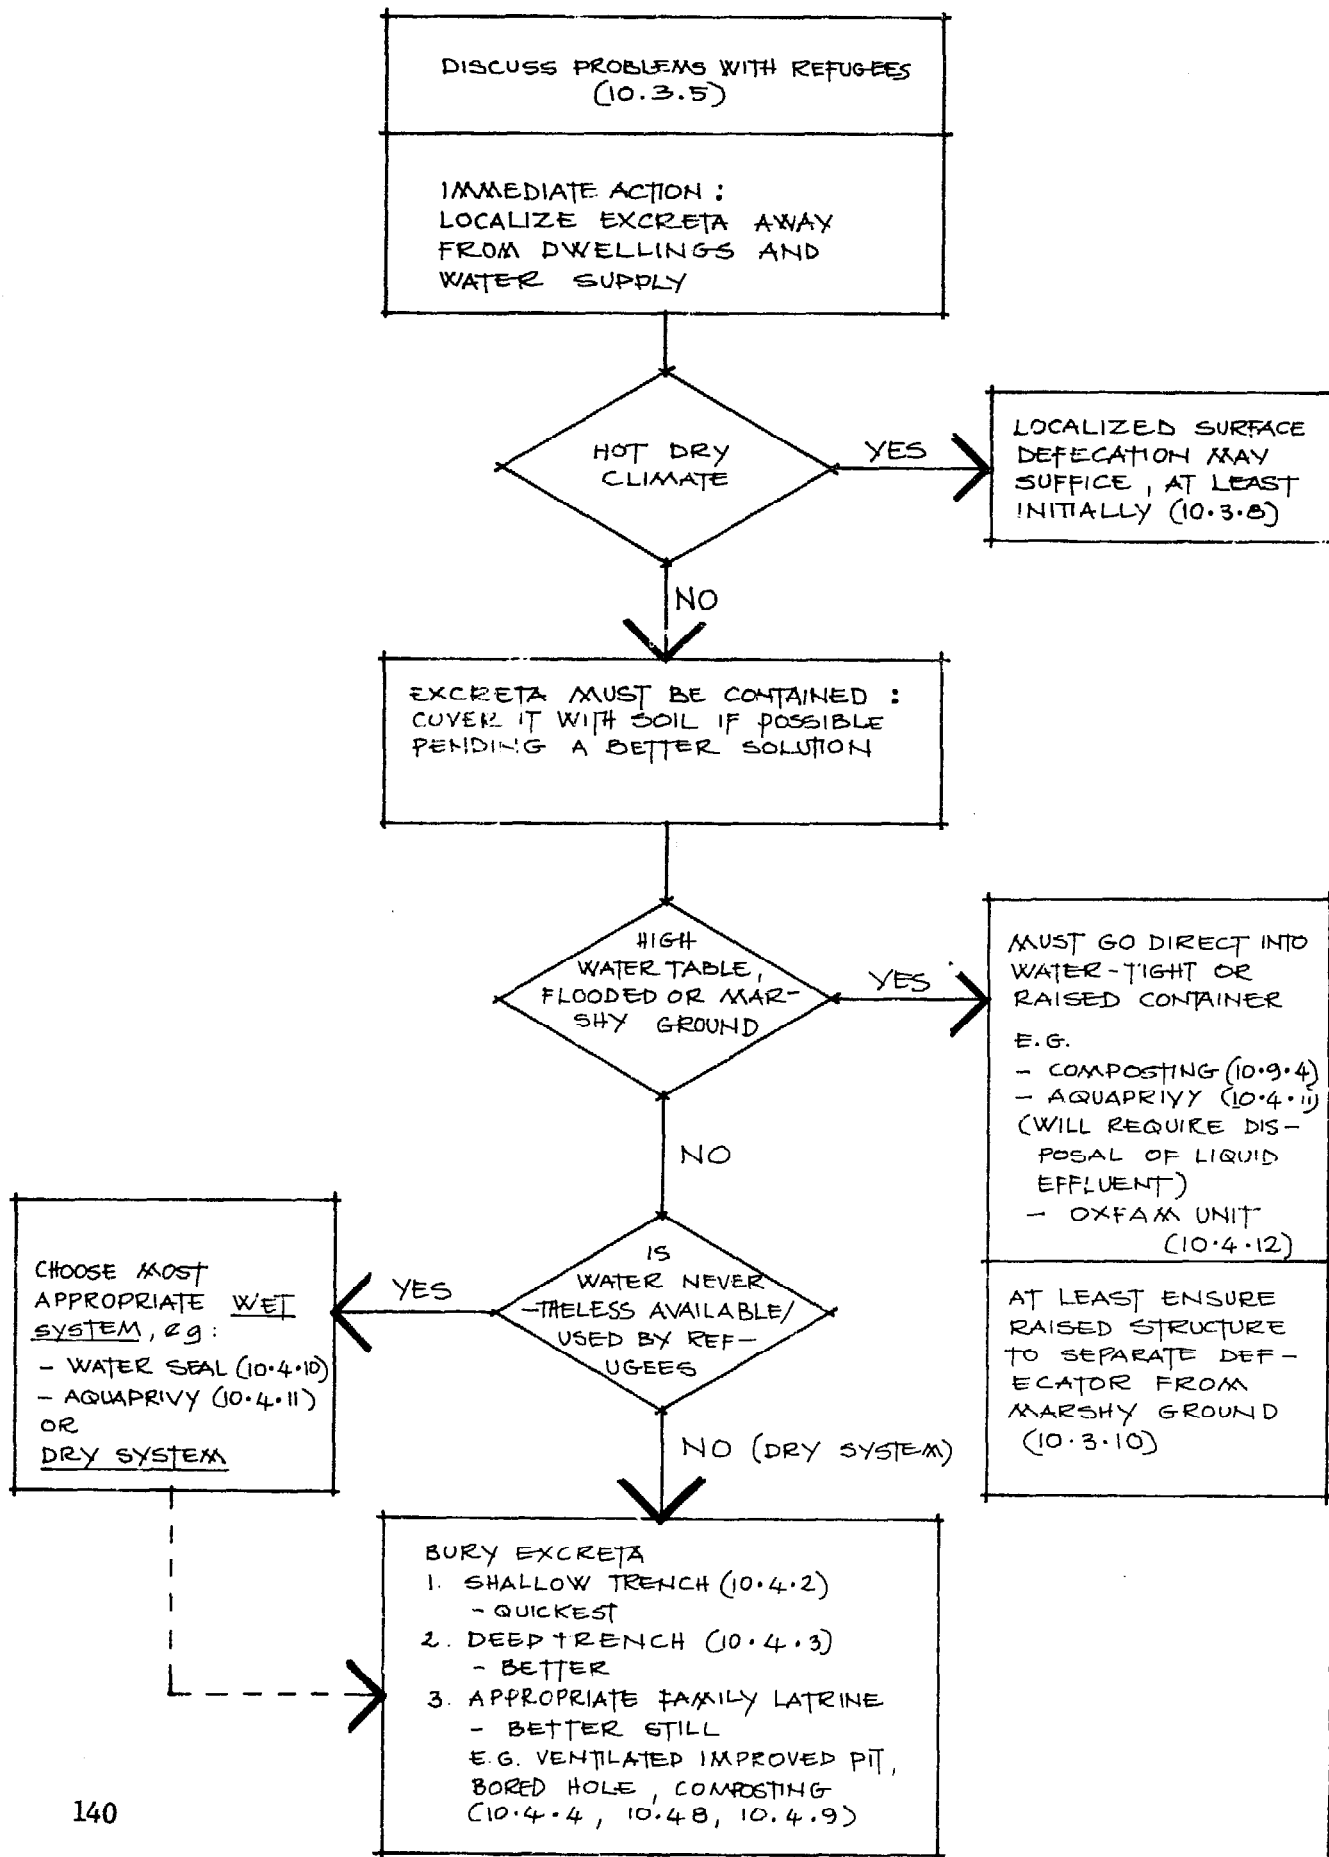 DISCUSS PROBLEMS WITH REFUGEES
(10.3.5)
IMMEDIATE ACTION :
LOCALIZE EXCRETA AWAY
FROM DWELLINGS AND
WATER SUPPLY
HOT DRY
CLIMATE
YES
LOCALIZED SURFACE
DEFECATION MAY
SUFFICE , AT LEAST
INITIALLY (10.3.8)
NO
EXCRETA MUST BE CONTAINED :
COVER IT WITH SOIL IF POSSIBLE
PENDING A BETTER SOLUTION
HIGH
WATER TABLE,
FLOODED OR MAR-
SHY GROUND
YES
MUST GO DIRECT INTO
WATER-TIGHT OR
RAISED CONTAINER
E.G.
- COMPOSTING (10.9.4)
- AQUAPRIVY (10.4.11)
(WILL REQUIRE DIS-
POSAL OF LIQUID
EFFLUENT)
- OXFAM UNIT
(10.4.12)
AT LEAST ENSURE
RAISED STRUCTURE
TO SEPARATE DEF-
ECATOR FROM
MARSHY GROUND
(10.3.10)
NO
IS
WATER NEVER
-THELESS AVAILABLE/
USED BY REF-
UGEES
YES
CHOOSE MOST
APPROPRIATE WET
SYSTEM, eg:
- WATER SEAL (10.4.10)
- AQUAPRIVY (10.4.11)
OR
DRY SYSTEM
NO (DRY SYSTEM)
BURY EXCRETA
1. SHALLOW TRENCH (10.4.2)
- QUICKEST
2. DEEP TRENCH (10.4.3)
- BETTER
3. APPROPRIATE FAMILY LATRINE
- BETTER STILL
E.G. VENTILATED IMPROVED PIT,
BORED HOLE , COMPOSTING
(10.4.4 , 10.48, 10.4.9)
140